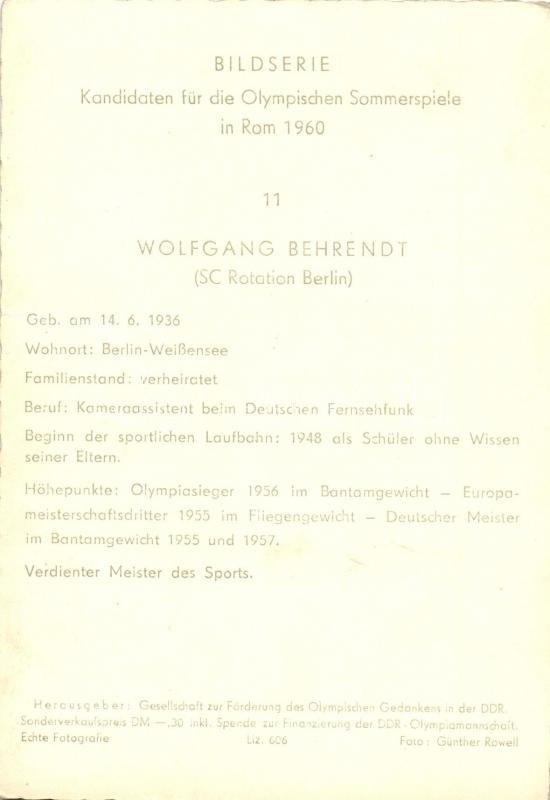 BILDSERIE
Kandidaten für die Olympischen Sommerspiele
in Rom 1960
11
WOLFGANG BEHRENDT
(SC Rotation Berlin)
Geb. am 14. 6. 1936
Wohnort: Berlin-Weißensee
Familienstand: verheiratet
Beruf: Kameraassistent beim Deutschen Fernsehfunk
Beginn der sportlichen Laufbahn: 1948 als Schüler ohne Wissen
seiner Eltern.
Höhepunkte: Olympiasieger 1956 im Bantamgewicht – Europa-
meisterschaftsdritter 1955 im Fliegengewicht – Deutscher Meister
im Bantamgewicht 1955 und 1957.
Verdienter Meister des Sports.
Herausgeber: Gesellschaft zur Förderung des Olympischen Gedankens in der DDR.
Sonderverkaufspreis DM –,30 inkl. Spende zur Finanzierung der DDR-Olympiamannschaft.
Echte Fotografie Liz. 606 Foto: Günther Rowell